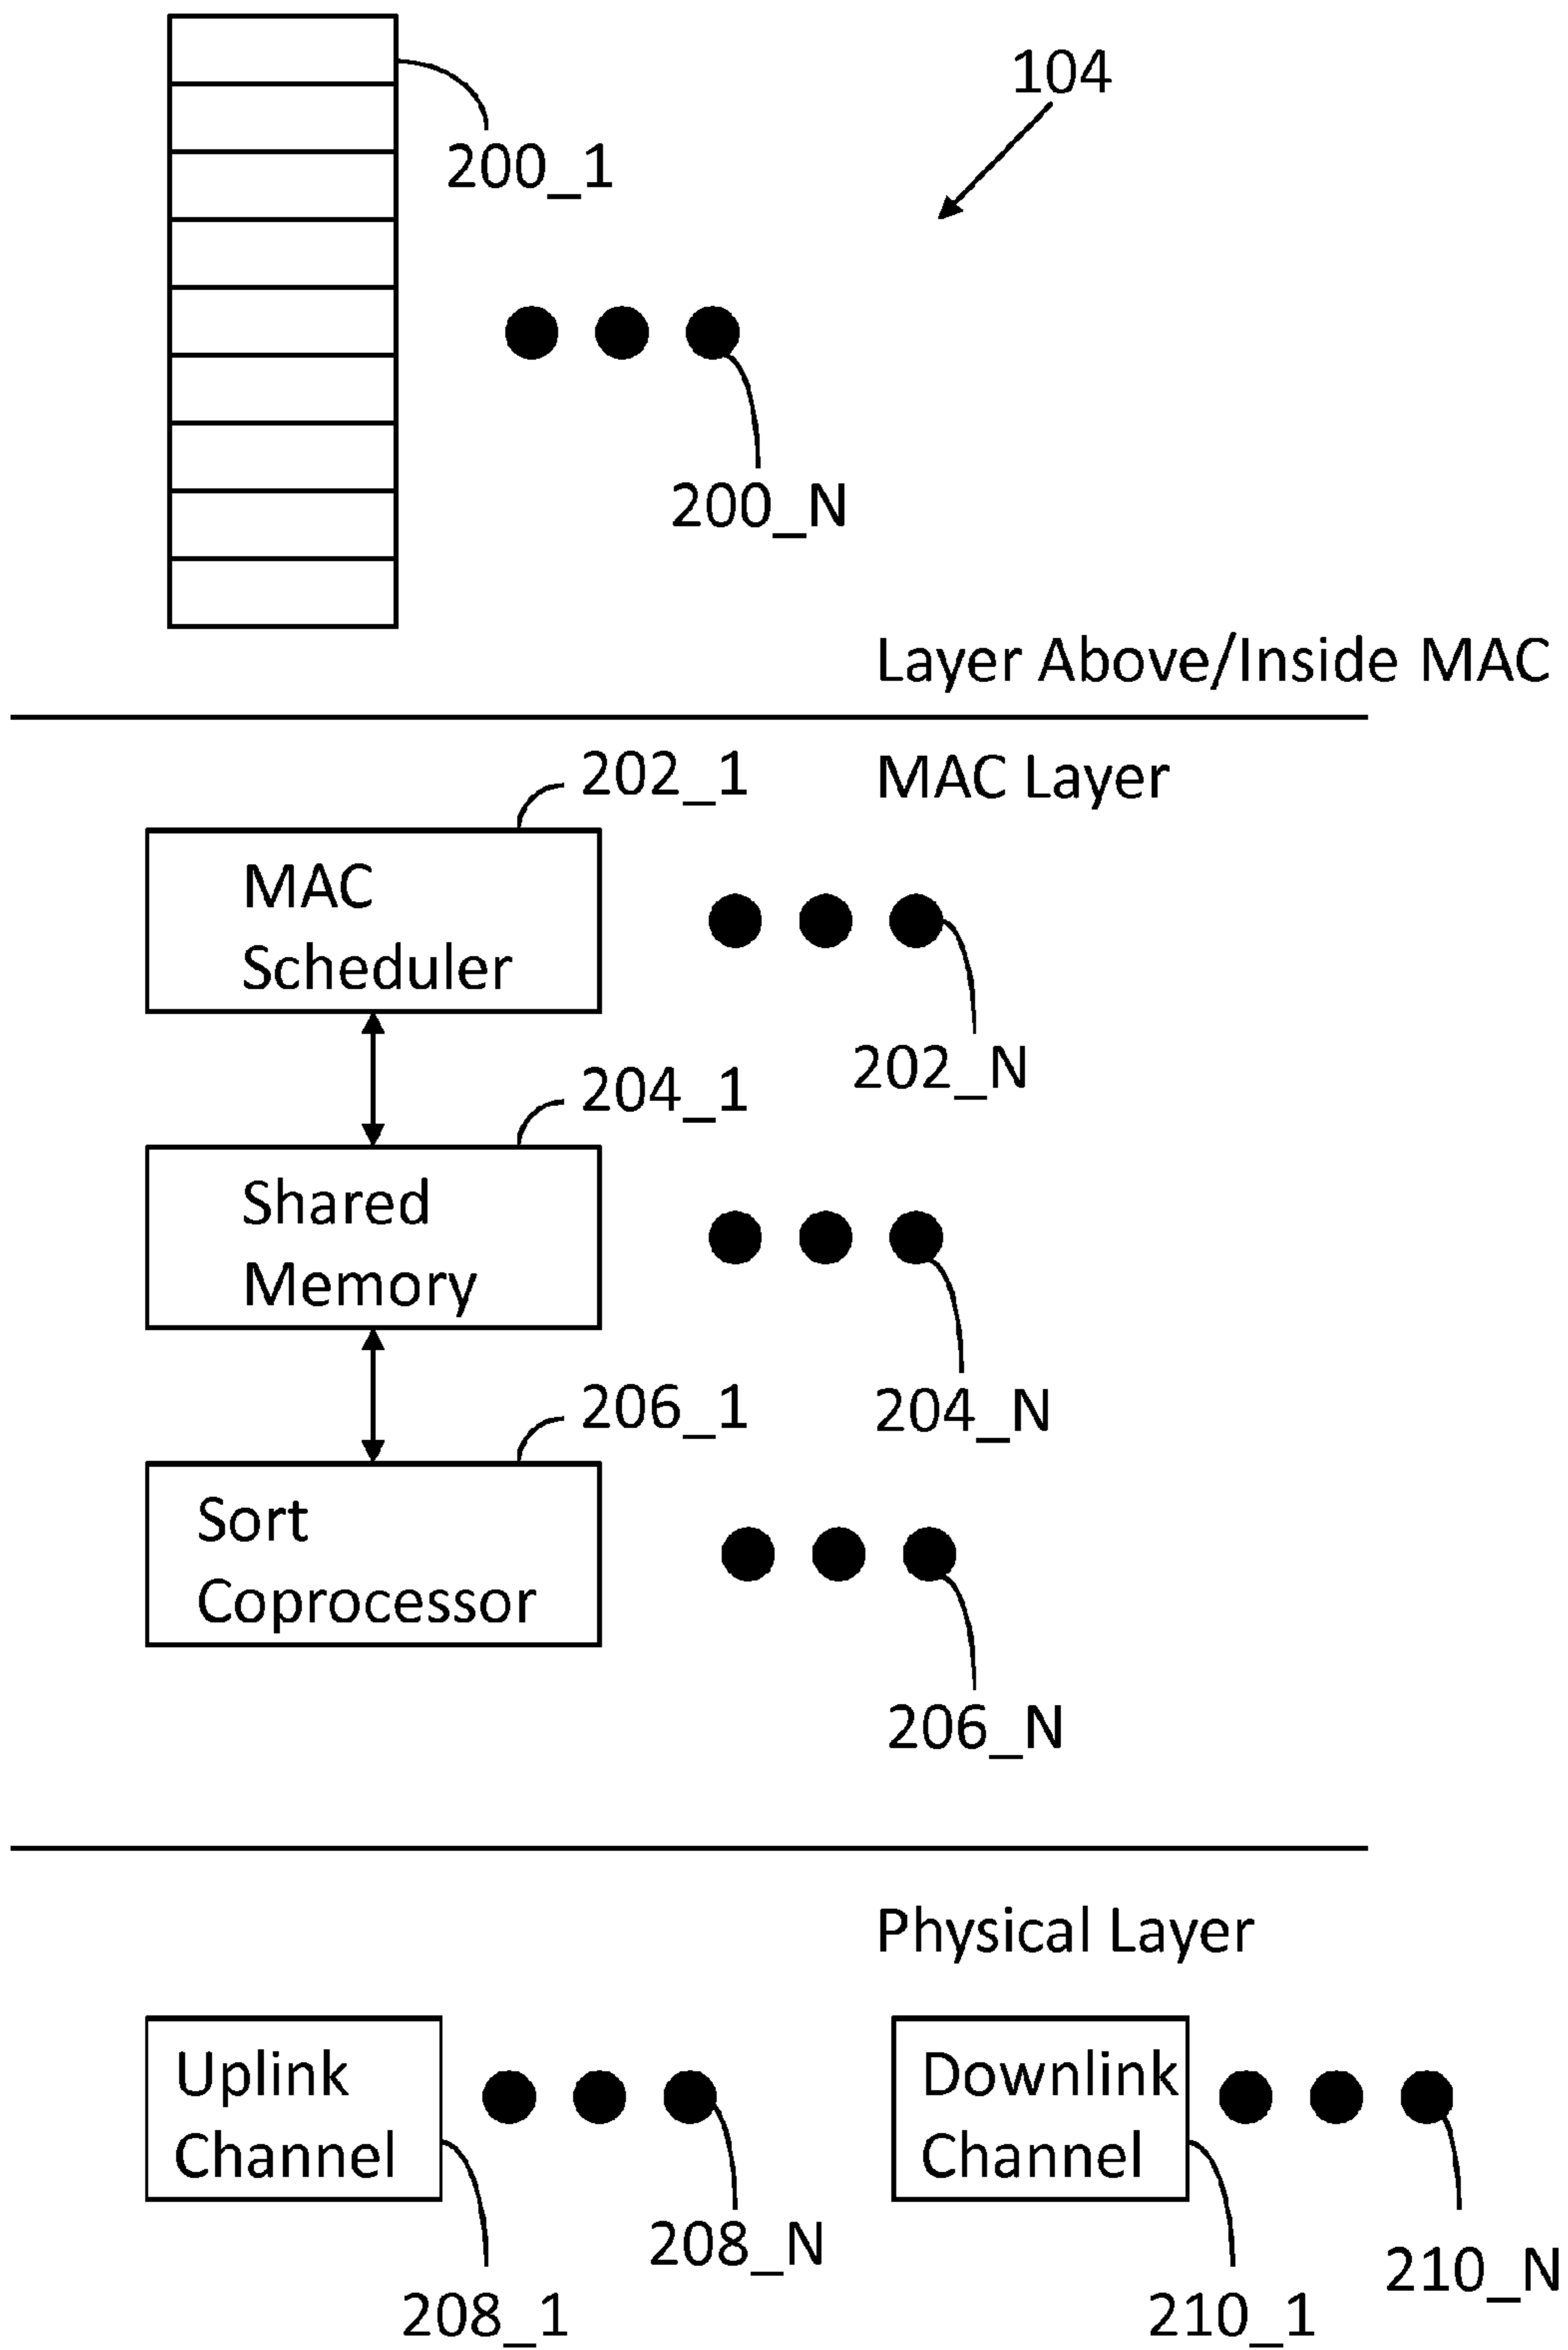 104
200_1
200_N
Layer Above/Inside MAC
202_1
MAC Layer
MAC
Scheduler
202_N
204_1
Shared
Memory
204_N
206_1
Sort
Coprocessor
206_N
Physical Layer
Uplink
Channel
208_N
208_1
Downlink
Channel
210_N
210_1